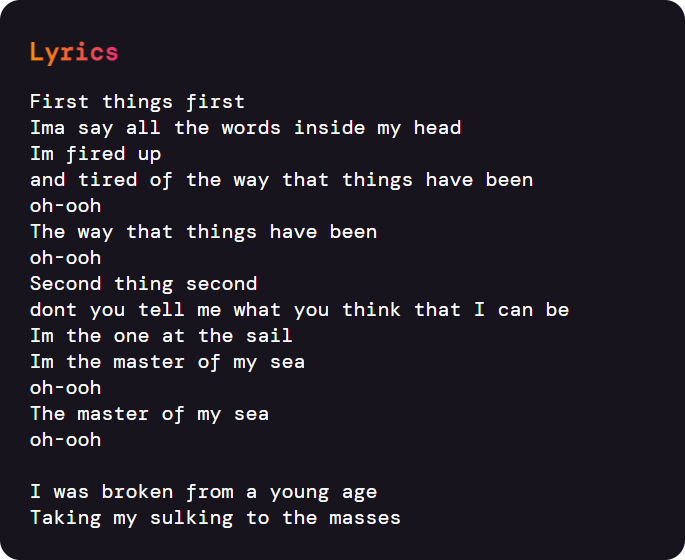 Lyrics
First things first
Ima say all the words inside my head
Im fired up
and tired of the way that things have been
oh-ooh
The way that things have been
oh-ooh
Second thing second
dont you tell me what you think that I can be
Im the one at the sail
Im the master of my sea
oh-ooh
The master of my sea
oh-ooh
I was broken from a young age
Taking my sulking to the masses